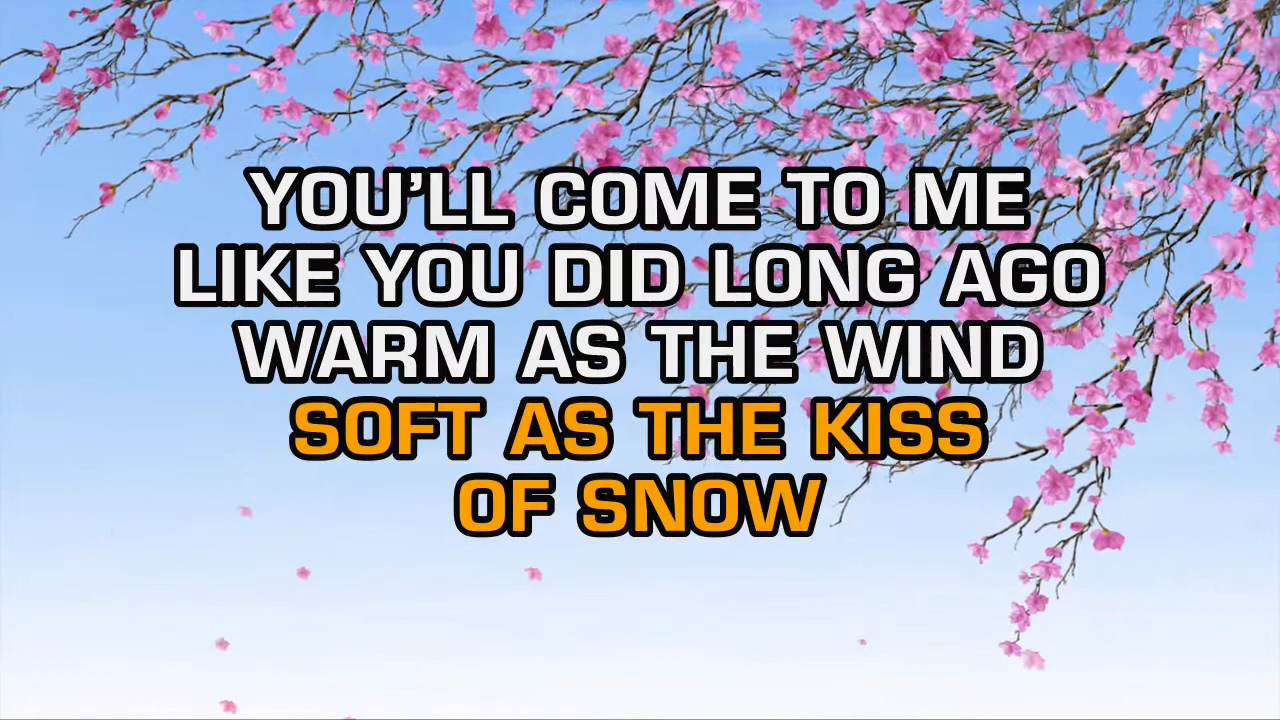 YOU’LL COME TO ME
LIKE YOU DID LONG AGO
WARM AS THE WIND
SOFT AS THE KISS
OF SNOW